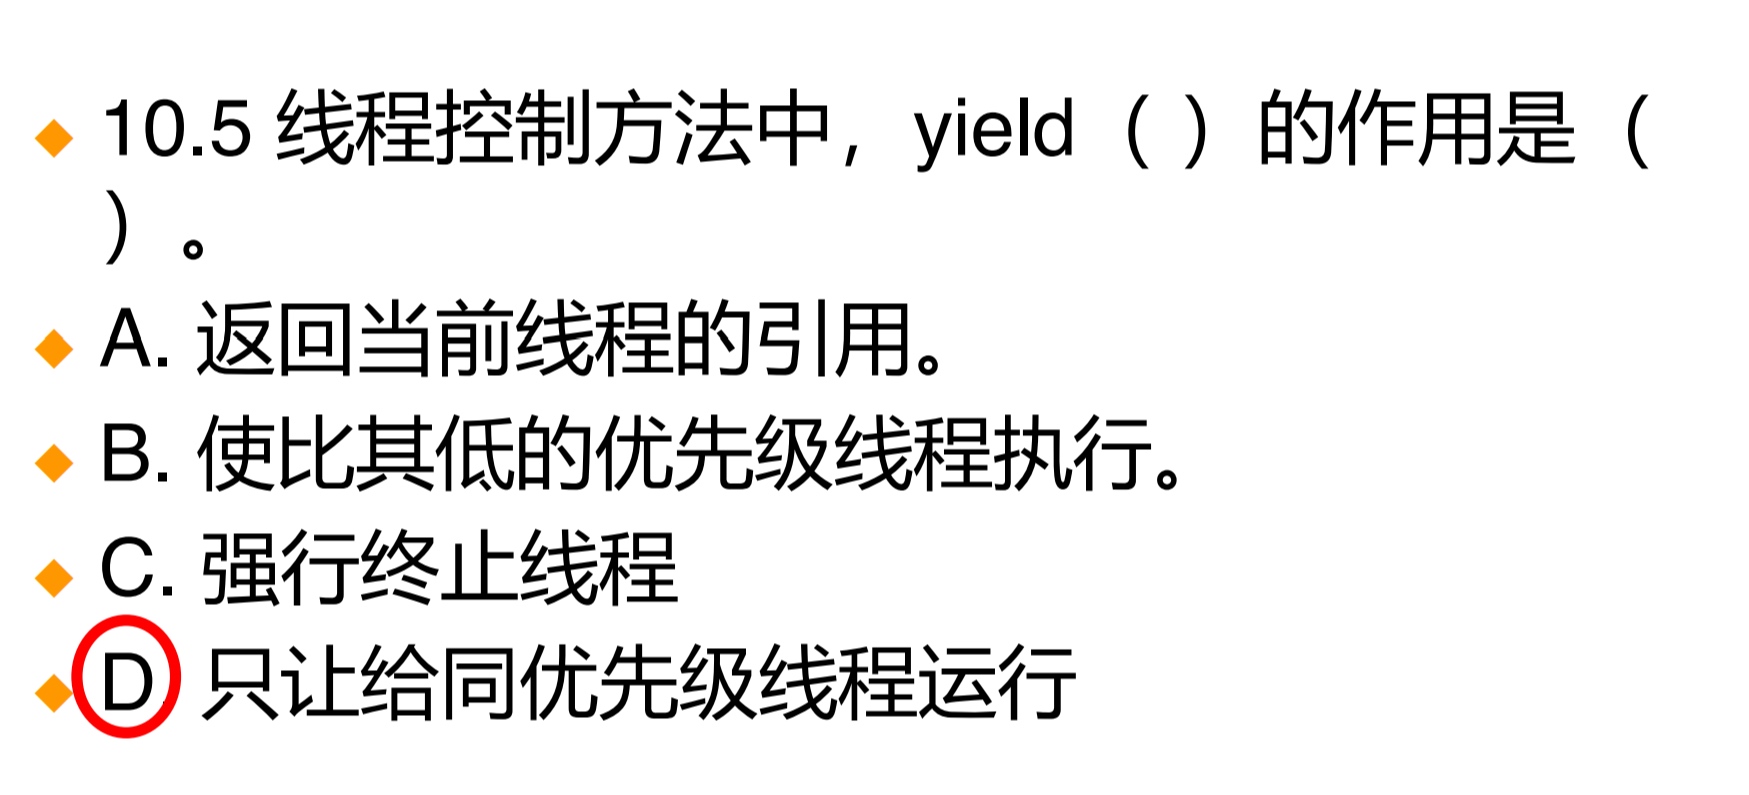 10.5 线程控制方法中，yield（ ）的作用是（
）。
A. 返回当前线程的引用。
B. 使比其低的优先级线程执行。
C. 强行终止线程
D. 只让给同优先级线程运行